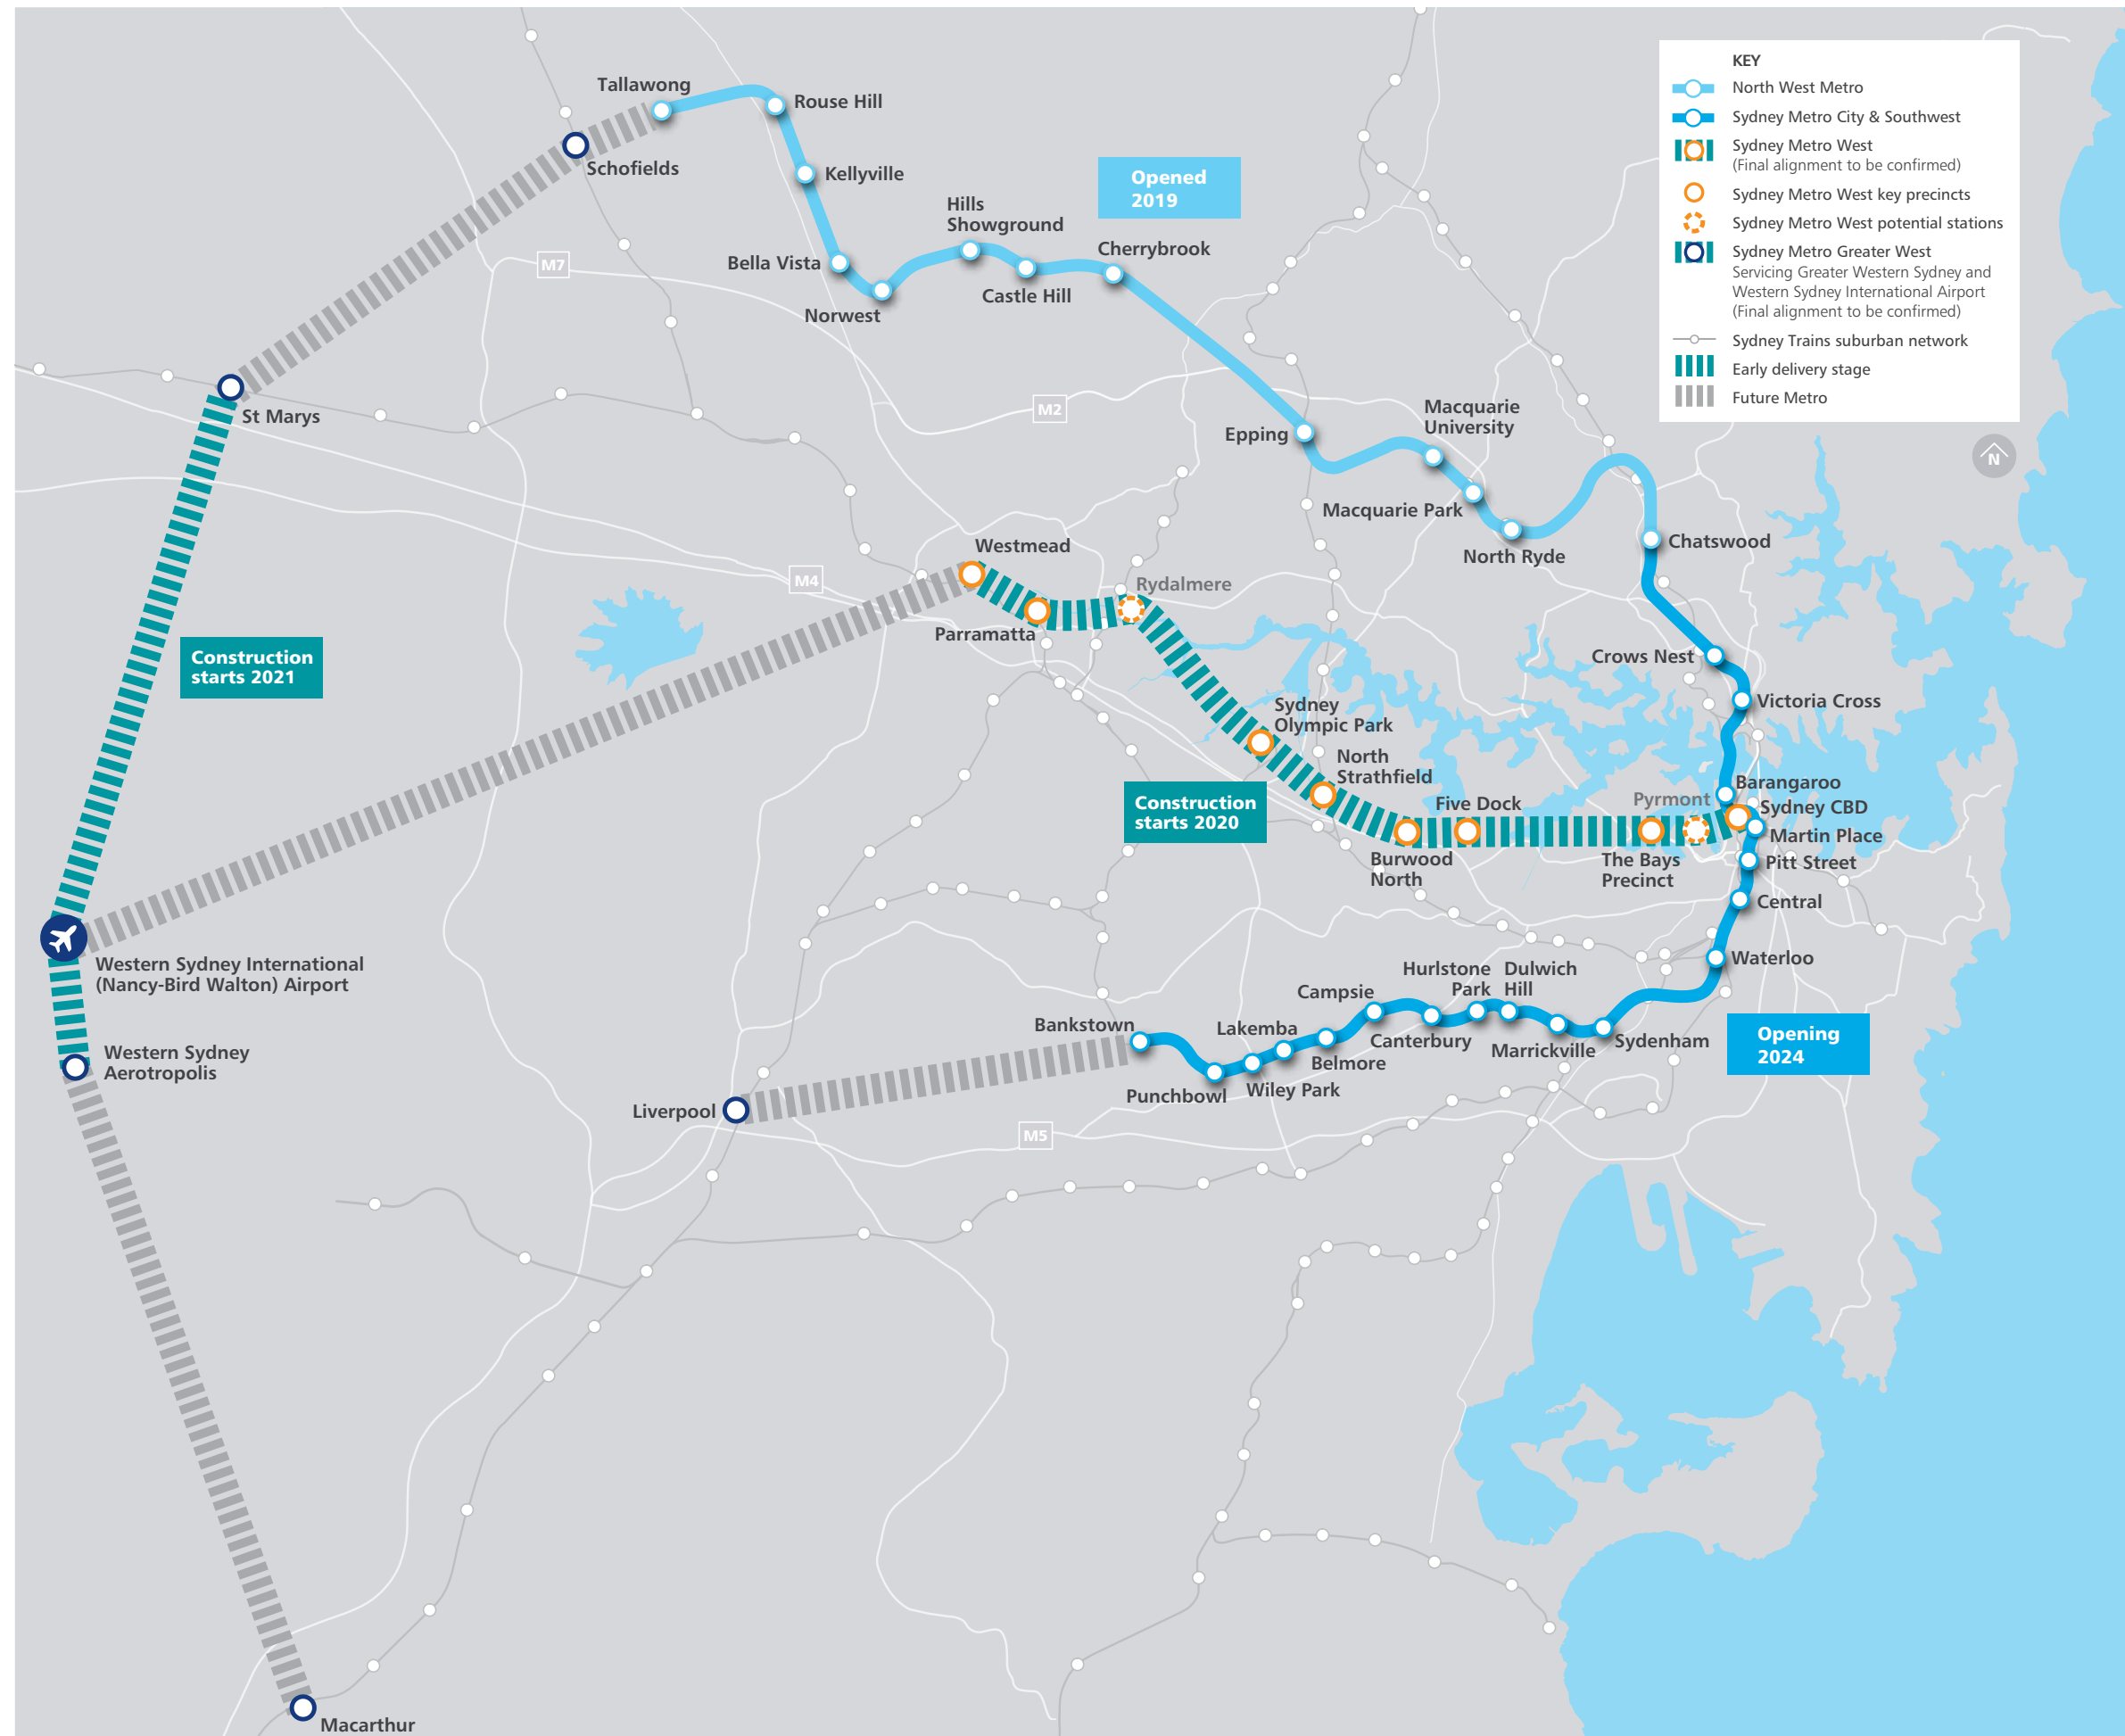 KEY
North West Metro
Sydney Metro City & Southwest
Sydney Metro West
(Final alignment to be confirmed)
Sydney Metro West key precincts
Sydney Metro West potential stations
Sydney Metro Greater West
Servicing Greater Western Sydney and
Western Sydney International Airport
(Final alignment to be confirmed)
Sydney Trains suburban network
Early delivery stage
Future Metro
N
Tallawong
Rouse Hill
Schofields
Kellyville
Opened
2019
Hills
Showground
Cherrybrook
Bella Vista
M7
Castle Hill
Norwest
St Marys
M2
Macquarie
University
Epping
Macquarie Park
North Ryde
Chatswood
Westmead
M4
Rydalmere
Parramatta
Construction
starts 2021
Crows Nest
Victoria Cross
Sydney
Olympic Park
North
Strathfield
Construction
starts 2020
Five Dock
Pyrmont
Barangaroo
Sydney CBD
Martin Place
Burwood
North
The Bays
Precinct
Pitt Street
Central
Waterloo
Western Sydney International
(Nancy-Bird Walton) Airport
Hurlstone
Park
Dulwich
Hill
Campsie
Bankstown
Lakemba
Canterbury
Marrickville
Sydenham
Opening
2024
Western Sydney
Aerotropolis
Belmore
Wiley Park
Punchbowl
Liverpool
M5
Macarthur